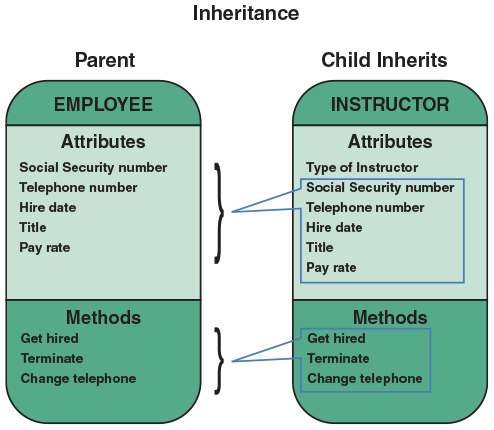 Inheritance
Parent
EMPLOYEE
Attributes
Social Security number
Telephone number
Hire date
Title
Pay rate
Methods
Get hired
Terminate
Change telephone
Child Inherits
INSTRUCTOR
Attributes
Type of Instructor
Social Security number
Telephone number
Hire date
Title
Pay rate
Methods
Get hired
Terminate
Change telephone